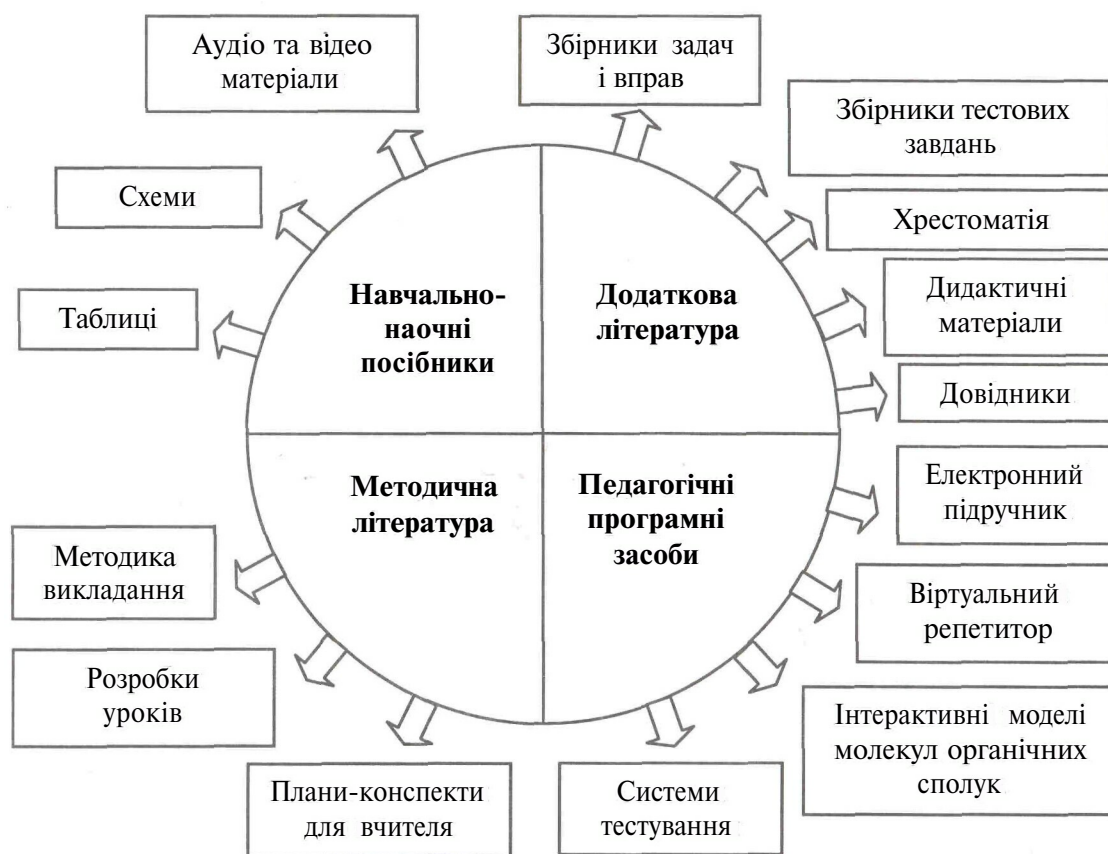 Аудіо та відео
матеріали
Збірники задач
і вправ
Збірники тестових
завдань
Схеми
Хрестоматія
Таблиці
Навчально-
наочні
посібники
Додаткова
література
Дидактичні
матеріали
Довідники
Методична
література
Педагогічні
програмні
засоби
Електронний
підручник
Методика
викладання
Віртуальний
репетитор
Розробки
уроків
Інтерактивні моделі
молекул органічних
сполук
Плани-конспекти
для вчителя
Системи
тестування